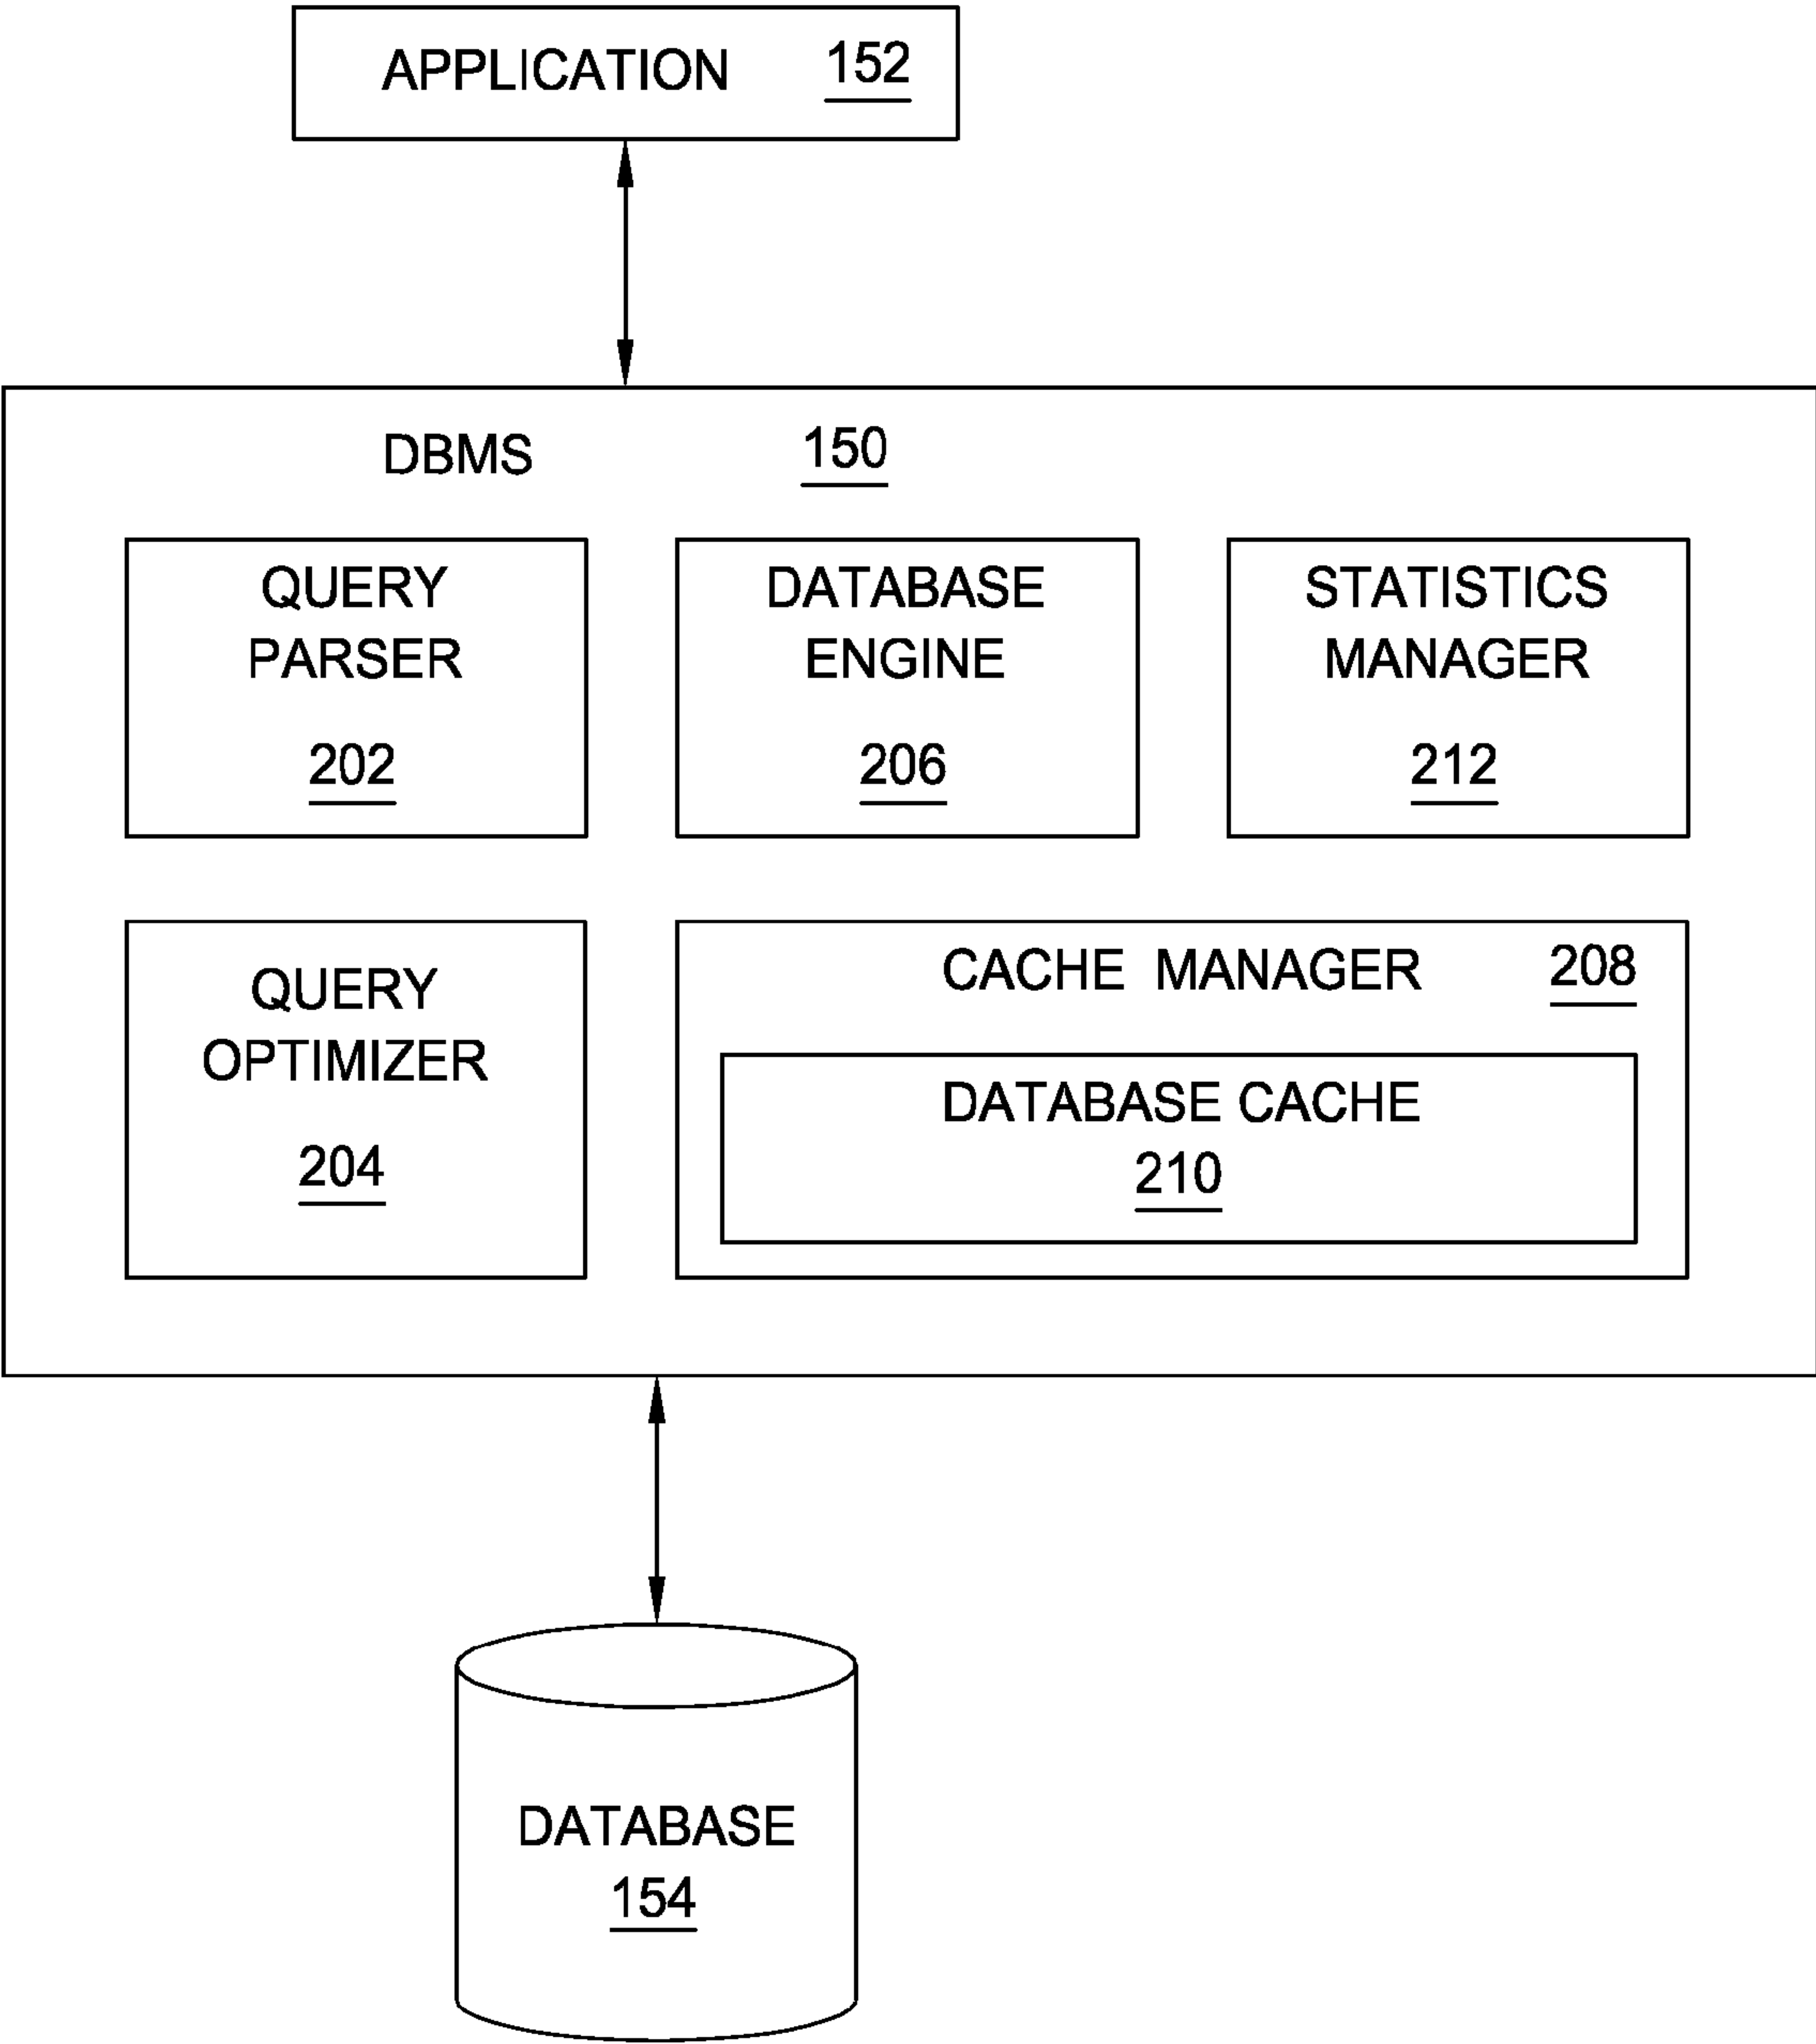 APPLICATION 152
DBMS 150
QUERY
PARSER
202
DATABASE
ENGINE
206
STATISTICS
MANAGER
212
QUERY
OPTIMIZER
204
CACHE MANAGER 208
DATABASE CACHE
210
DATABASE
154